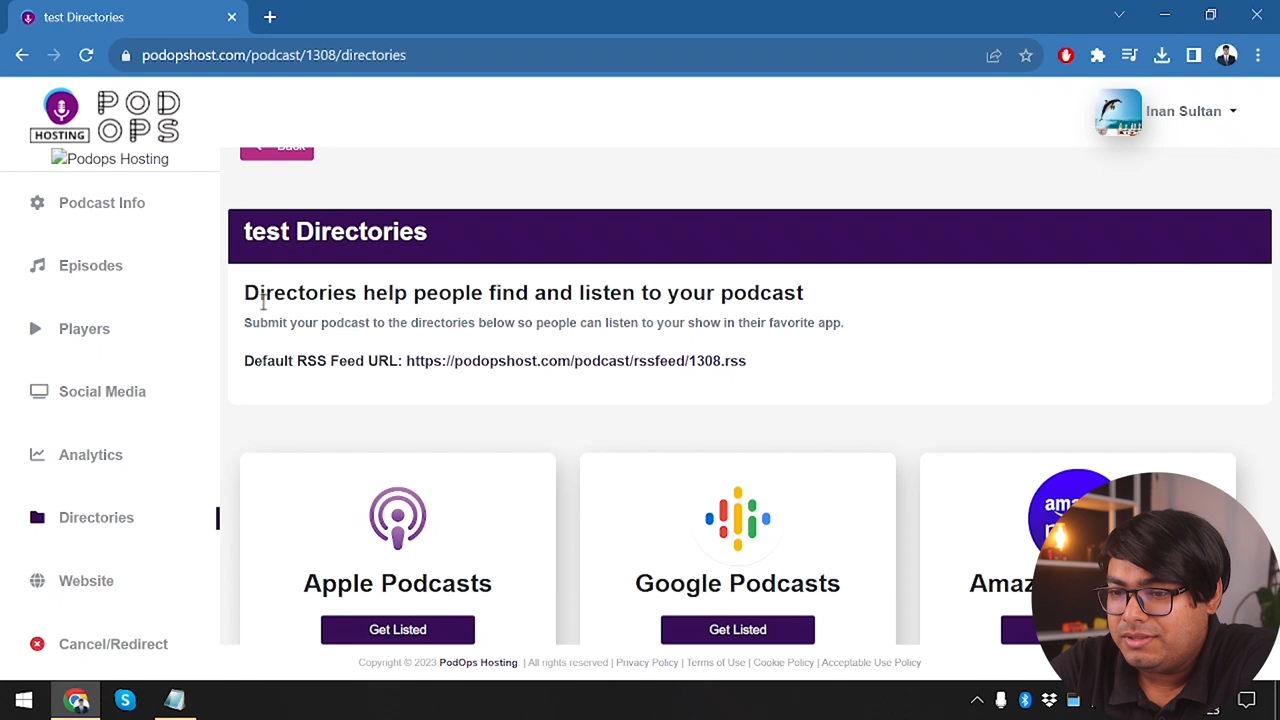 test Directories
podopshost.com/podcast/1308/directories
POD
OPS
HOSTING
Inan Sultan
Podops Hosting
Back
Podcast Info
Episodes
Players
Social Media
Analytics
Directories
Website
Cancel/Redirect
test Directories
Directories help people find and listen to your podcast
Submit your podcast to the directories below so people can listen to your show in their favorite app.
Default RSS Feed URL: https://podopshost.com/podcast/rssfeed/1308.rss
Apple Podcasts
Get Listed
Google Podcasts
Get Listed
Copyright © 2023 PodOps Hosting. | All rights reserved | Privacy Policy | Terms of Use | Cookie Policy | Acceptable Use Policy